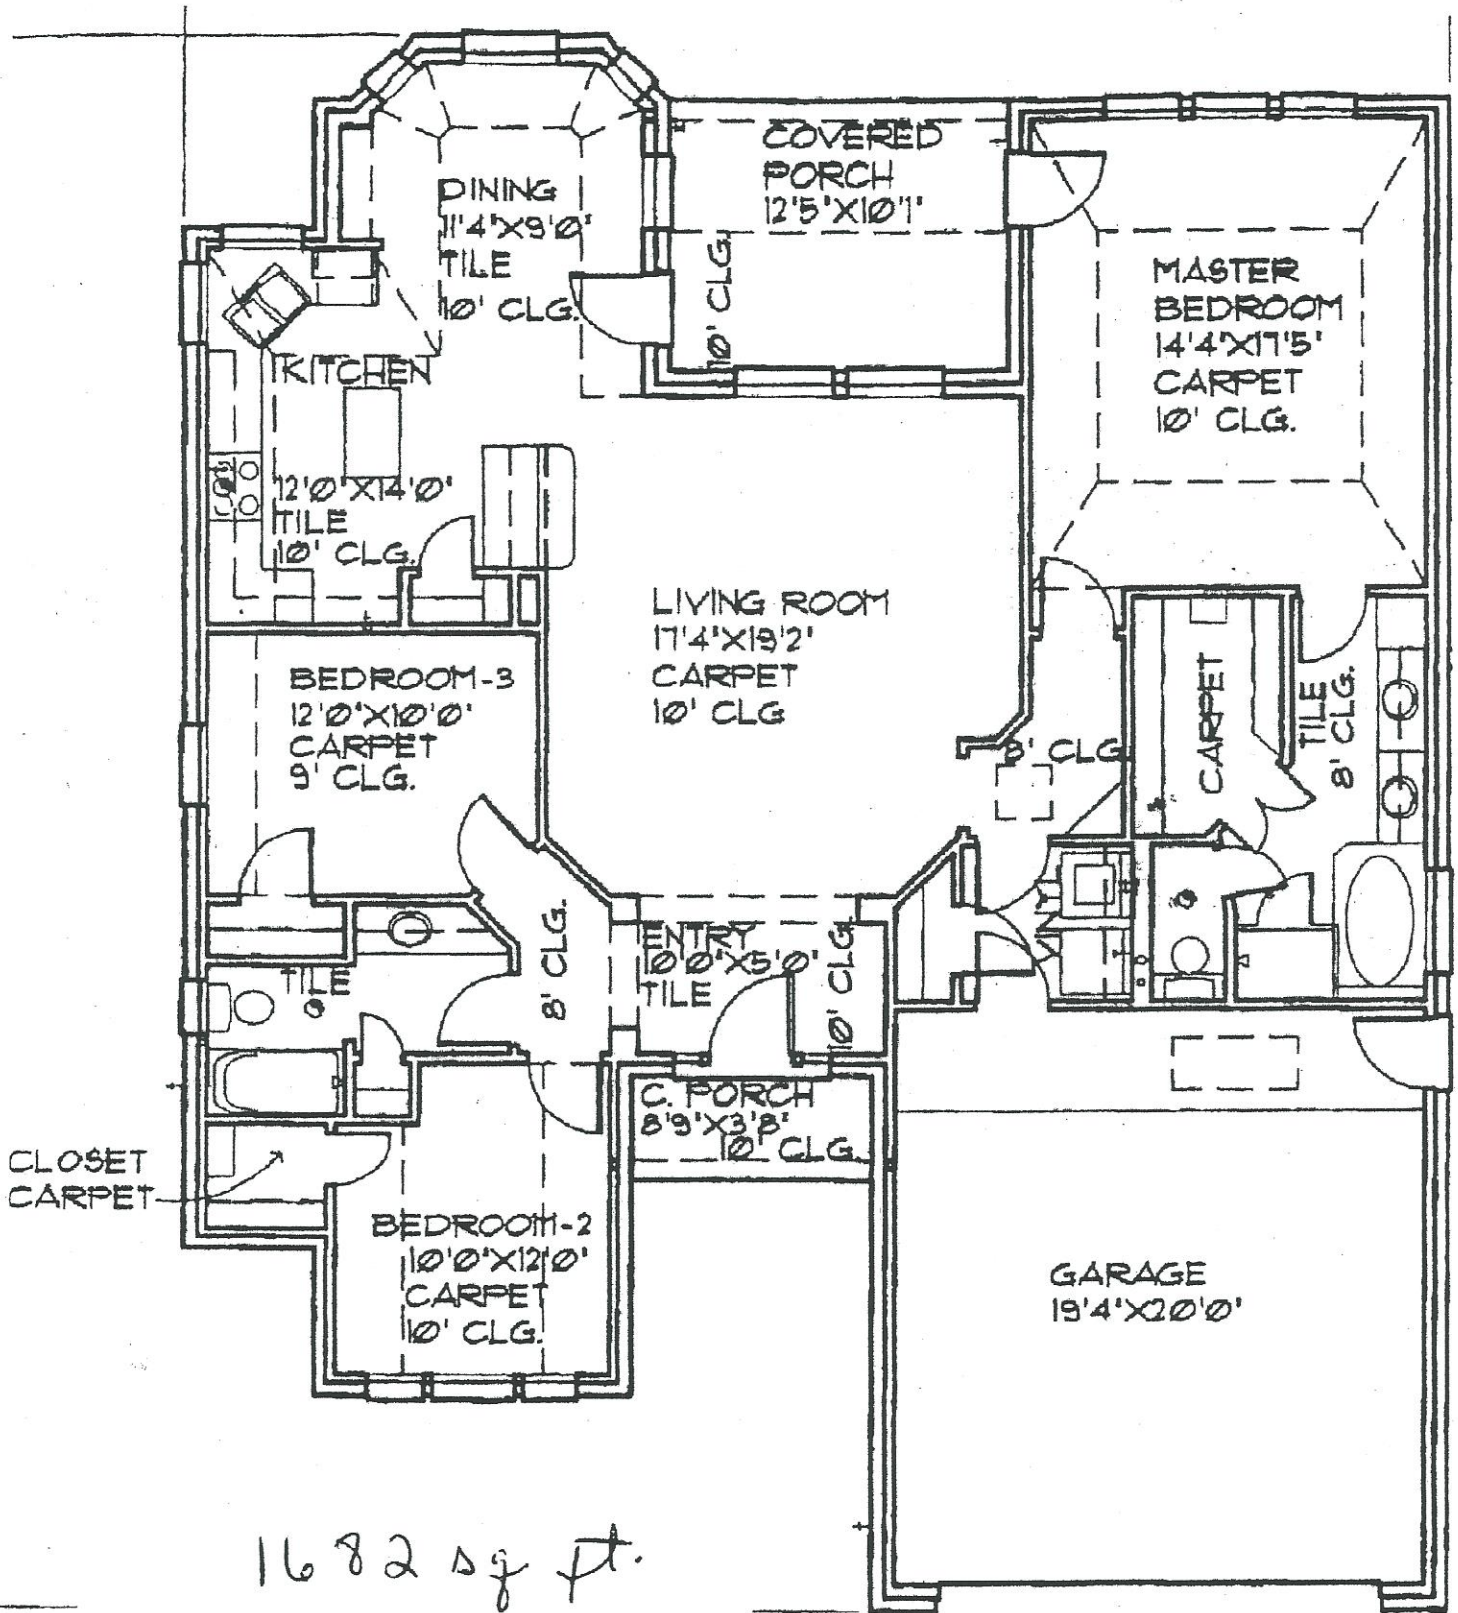 COVERED
PORCH
12'5"X10'1"
10' CLG.
DINING
11'4"X9'0"
TILE
10' CLG.
MASTER
BEDROOM
14'4"X17'5"
CARPET
10' CLG.
KITCHEN
12'0"X14'0"
TILE
10' CLG.
LIVING ROOM
17'4"X19'2"
CARPET
10' CLG
BEDROOM-3
12'0"X10'0"
CARPET
9' CLG.
8' CLG.
CARPET
TILE
8' CLG.
TILE
8' CLG.
ENTRY
10'0"X5'0"
TILE
10' CLG.
C. PORCH
8'9"X3'8"
10' CLG.
CLOSET
CARPET
BEDROOM-2
10'0"X12'0"
CARPET
10' CLG.
GARAGE
19'4"X20'0"
1682 sq ft.